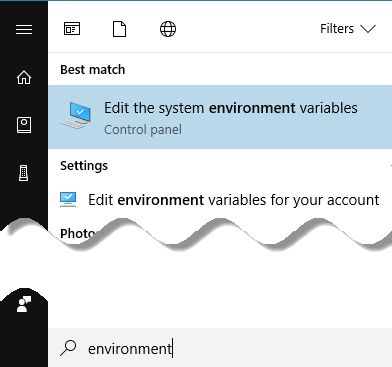 Filters
Best match
Edit the system environment variables
Control panel
Settings
Edit environment variables for your account
environment